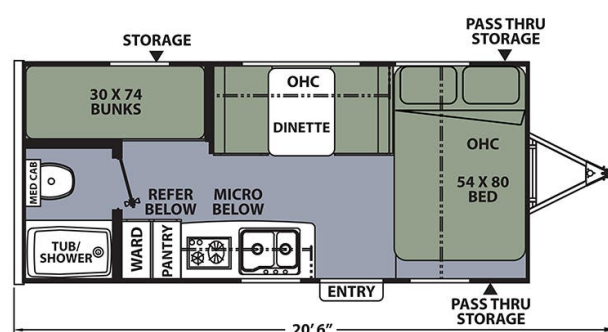 PASS THRU
STORAGE
STORAGE
30 X 74
BUNKS
OHC
DINETTE
OHC
54 X 80
BED
MED CAB
REFER
BELOW
MICRO
BELOW
TUB/
SHOWER
WARD
PANTRY
ENTRY
PASS THRU
STORAGE
20' 6"